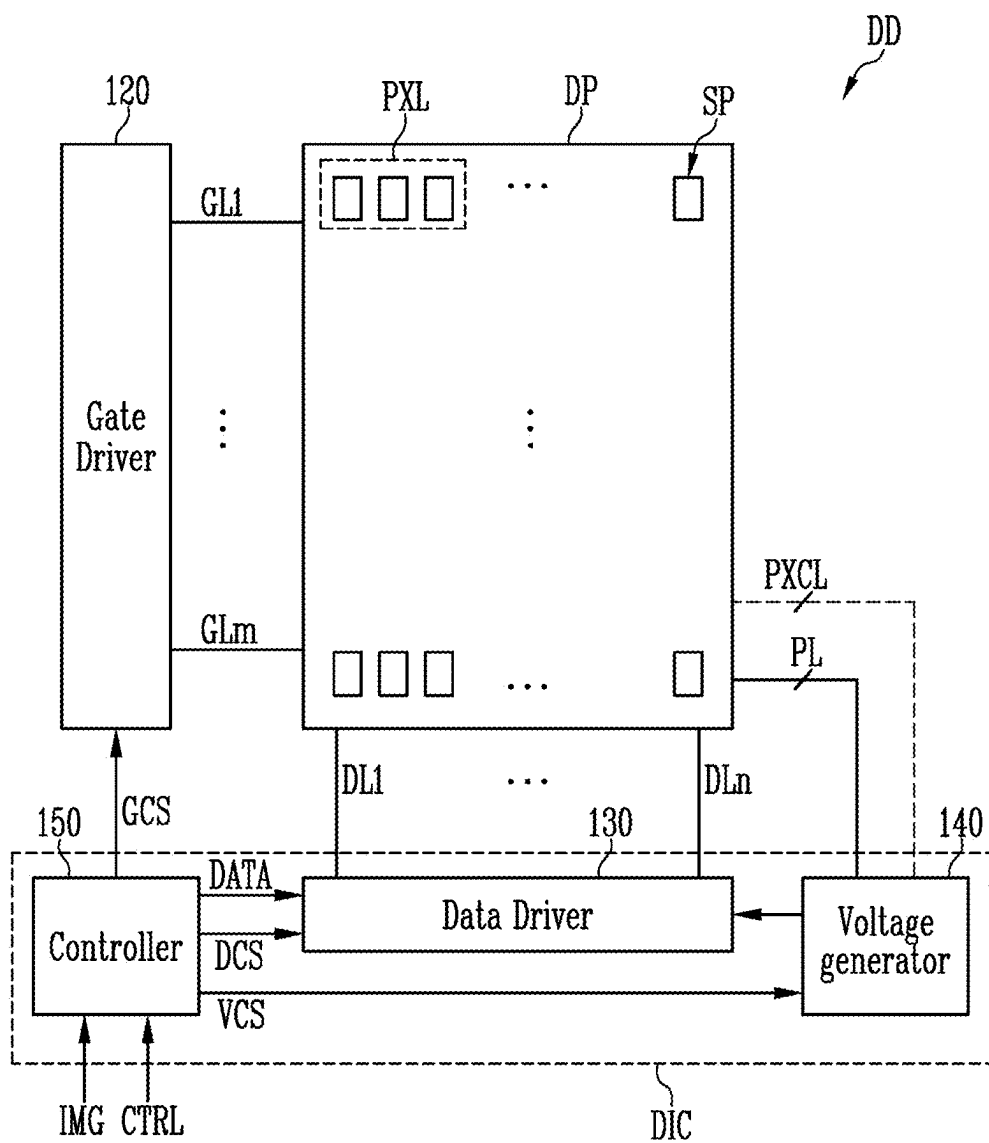 DD
120
PXL
DP
SP
GL1
Gate
Driver
PXCL
GLm
PL
DL1
DLn
GCS
150
130
140
DATA
Controller
DCS
Data Driver
Voltage
generator
VCS
IMG
CTRL
DIC